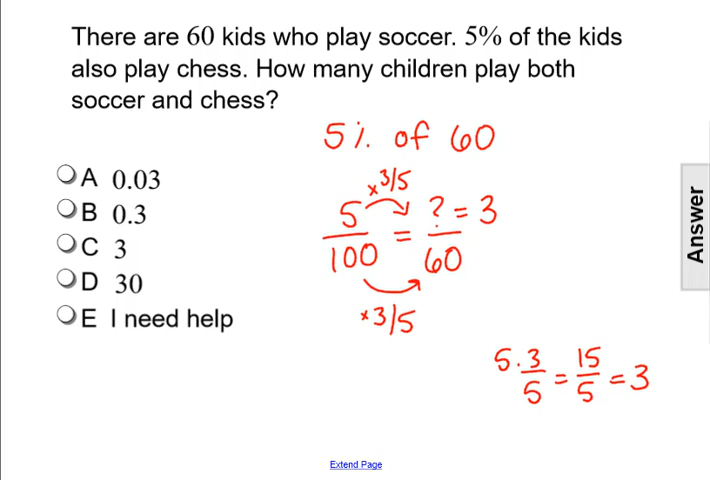 There are 60 kids who play soccer. 5% of the kids
also play chess. How many children play both
soccer and chess?
5% of 60
A 0.03
B 0.3
C 3
D 30
E I need help
×3/5
5/100 = ?/60 = 3
×3/5
5·3/5 = 15/5 = 3
Answer
Extend Page